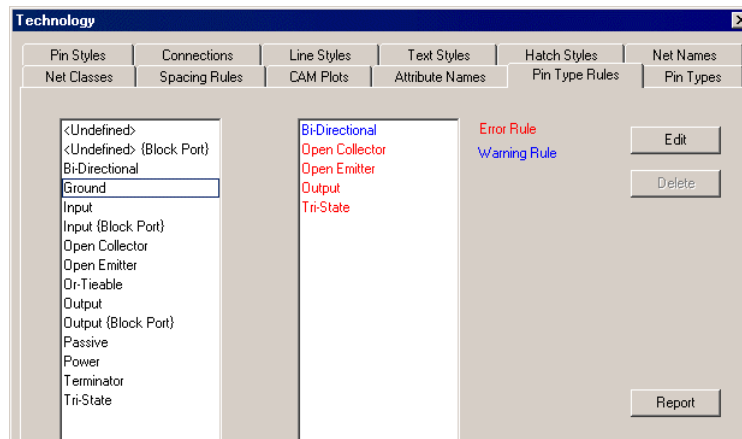 Technology
Pin Styles Connections Line Styles Text Styles Hatch Styles Net Names
Net Classes Spacing Rules CAM Plots Attribute Names Pin Type Rules Pin Types
<Undefined>
<Undefined> {Block Port}
Bi-Directional
Ground
Input
Input {Block Port}
Open Collector
Open Emitter
Or-Tieable
Output
Output {Block Port}
Passive
Power
Terminator
Tri-State
Bi-Directional
Open Collector
Open Emitter
Output
Tri-State
Error Rule
Warning Rule
Edit
Delete
Report